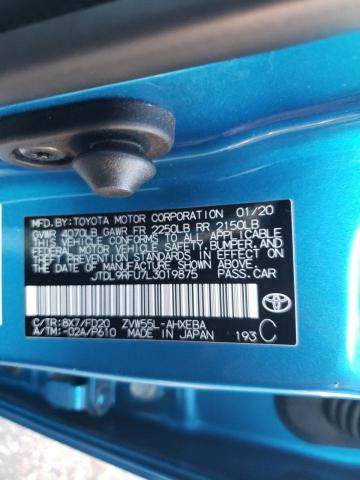 MFD.BY:TOYOTA MOTOR CORPORATION 01/20
GVWR 4070LB GAWR FR 2250LB RR 2150LB
THIS VEHICLE CONFORMS TO ALL APPLICABLE
FEDERAL MOTOR VEHICLE SAFETY,BUMPER,AND
THEFT PREVENTION STANDARDS IN EFFECT ON
THE DATE OF MANUFACTURE SHOWN ABOVE.
JTDL9RFU7L3019875 PASS.CAR
C/TR:8X7/FD20 ZVW55L-AHXEBA
A/TM:-02A/P610 MADE IN JAPAN 193 C